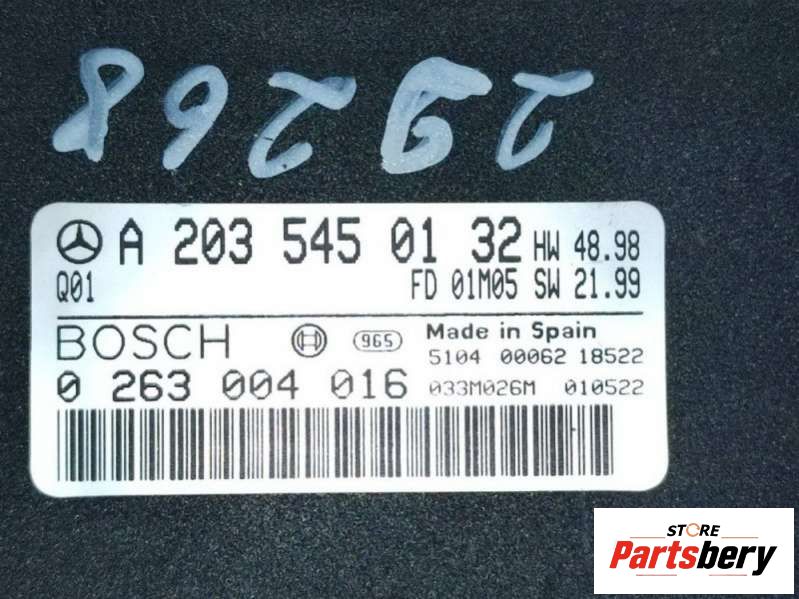 86292
A 203 545 01 32 HW 48.98
Q01 FD 01M05 SW 21.99
BOSCH 965 Made in Spain
5104 00062 18522
0 263 004 016 033M026M 010522
STORE
Partsbery